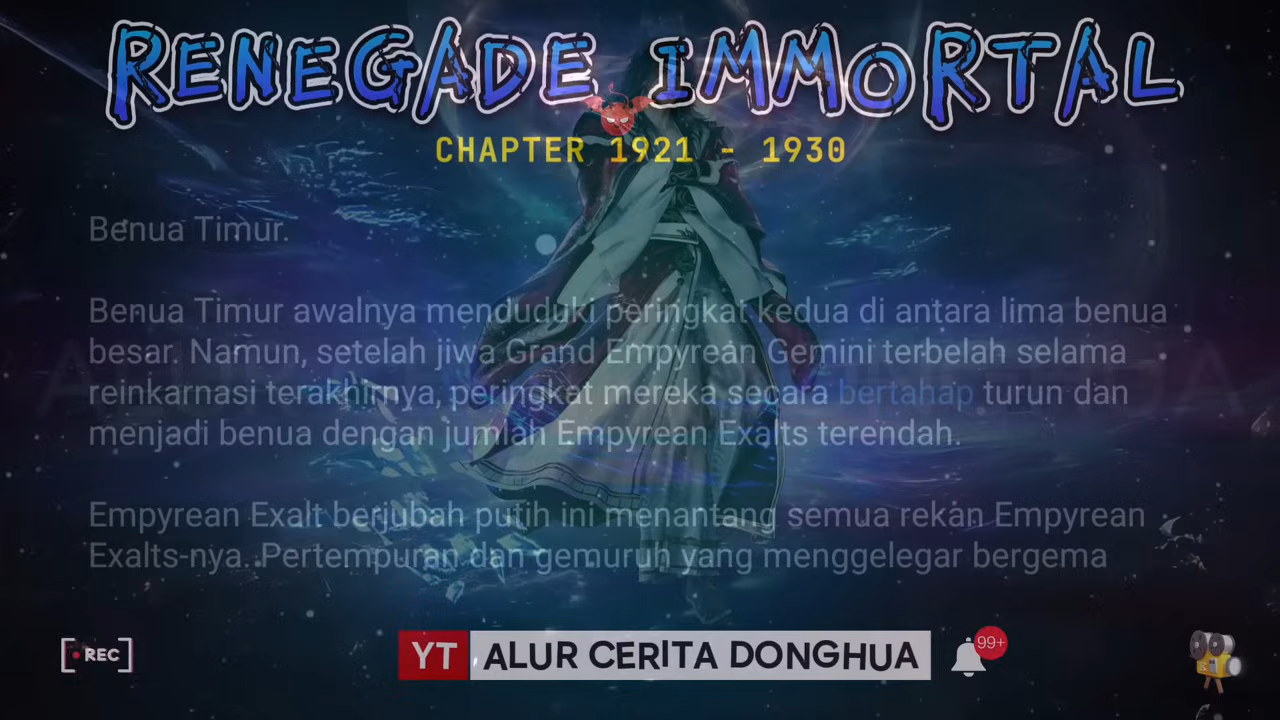 RENEGADE IMMORTAL
CHAPTER 1921 - 1930
Benua Timur.
Benua Timur awalnya menduduki peringkat kedua di antara lima benua
besar. Namun, setelah jiwa Grand Empyrean Gemini terbelah selama
reinkarnasi terakhirnya, peringkat mereka secara bertahap turun dan
menjadi benua dengan jumlah Empyrean Exalts terendah.
Empyrean Exalt berjubah putih ini menantang semua rekan Empyrean
Exalts-nya. Pertempuran dan gemuruh yang menggelegar bergema
REC
YT ALUR CERITA DONGHUA
99+